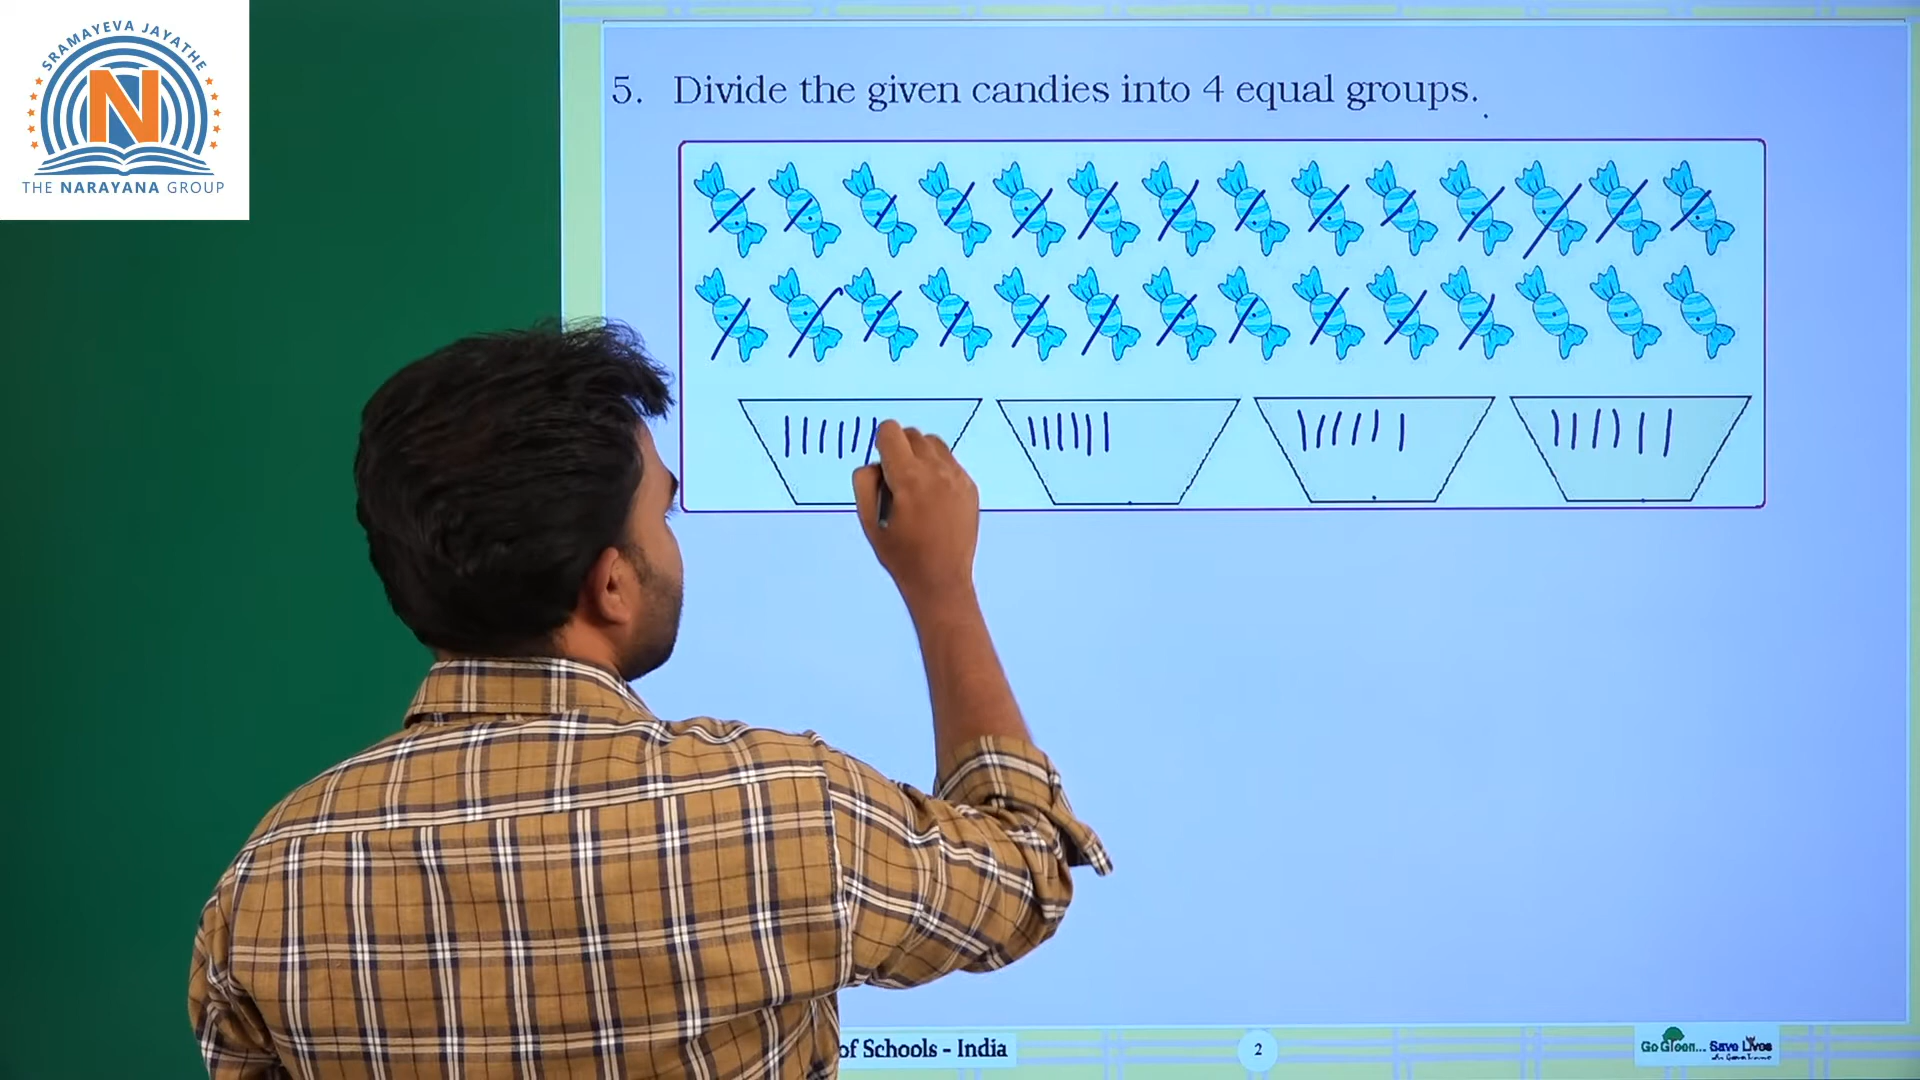 SRAMAYEVA JAYATHE
N
THE NARAYANA GROUP
5. Divide the given candies into 4 equal groups.
of Schools - India
2
Go Green... Save Lives